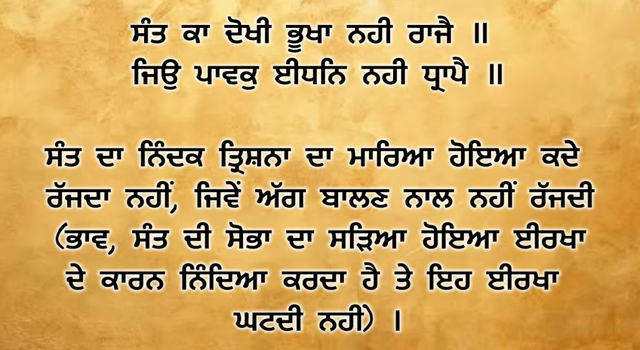 ਸੰਤ ਕਾ ਦੋਖੀ ਭੂਖਾ ਨਹੀ ਰਾਜੈ ॥
ਜਿਉ ਪਾਵਕੁ ਈਧਨਿ ਨਹੀ ਧ੍ਰਾਪੈ ॥
ਸੰਤ ਦਾ ਨਿੰਦਕ ਤ੍ਰਿਸ਼ਨਾ ਦਾ ਮਾਰਿਆ ਹੋਇਆ ਕਦੇ
ਰੱਜਦਾ ਨਹੀਂ, ਜਿਵੇਂ ਅੱਗ ਬਾਲਣ ਨਾਲ ਨਹੀਂ ਰੱਜਦੀ
(ਭਾਵ, ਸੰਤ ਦੀ ਸੋਭਾ ਦਾ ਸੜਿਆ ਹੋਇਆ ਈਰਖਾ
ਦੇ ਕਾਰਨ ਨਿੰਦਿਆ ਕਰਦਾ ਹੈ ਤੇ ਇਹ ਈਰਖਾ
ਘਟਦੀ ਨਹੀ) ।